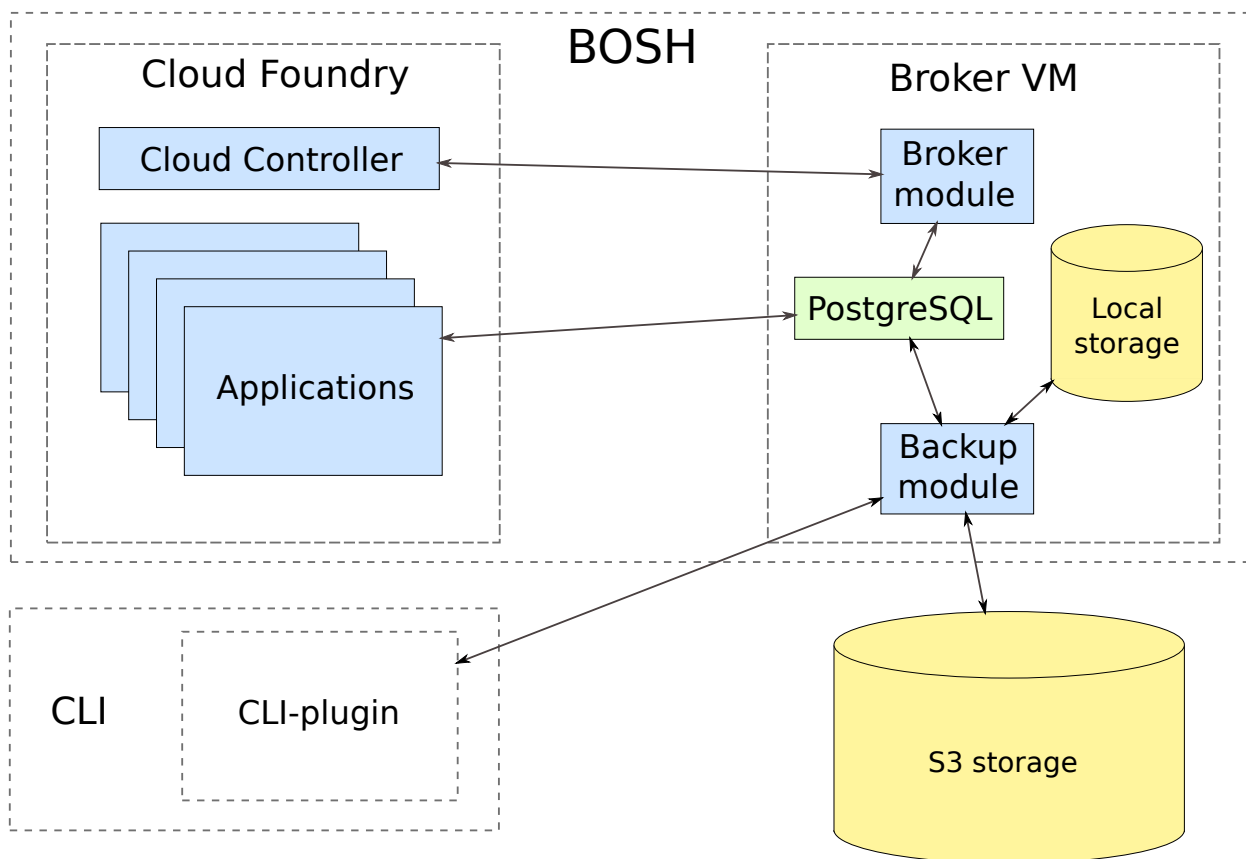 BOSH
Cloud Foundry
Cloud Controller
Applications
Broker VM
Broker
module
PostgreSQL
Local
storage
Backup
module
CLI
CLI-plugin
S3 storage